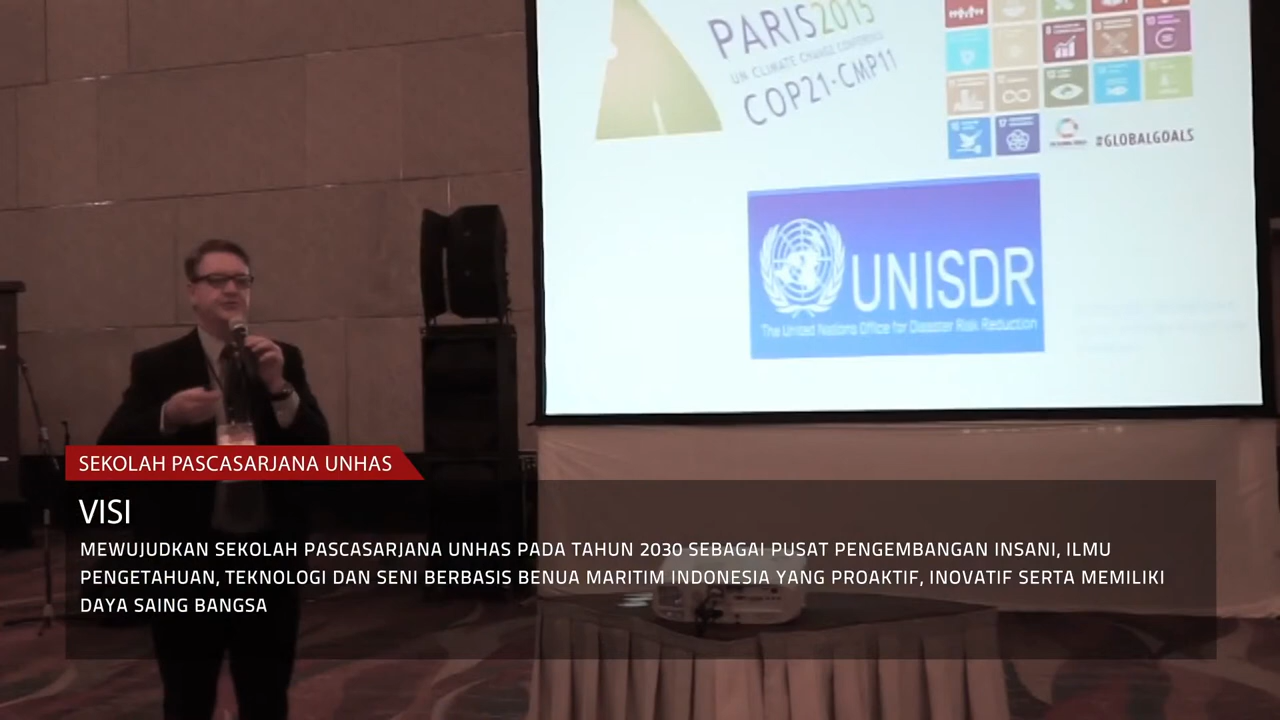 PARIS2015
UN CLIMATE CHANGE CONFERENCE
COP21·CMP11
#GLOBALGOALS
UNISDR
The United Nations Office for Disaster Risk Reduction
SEKOLAH PASCASARJANA UNHAS
VISI
MEWUJUDKAN SEKOLAH PASCASARJANA UNHAS PADA TAHUN 2030 SEBAGAI PUSAT PENGEMBANGAN INSANI, ILMU
PENGETAHUAN, TEKNOLOGI DAN SENI BERBASIS BENUA MARITIM INDONESIA YANG PROAKTIF, INOVATIF SERTA MEMILIKI
DAYA SAING BANGSA